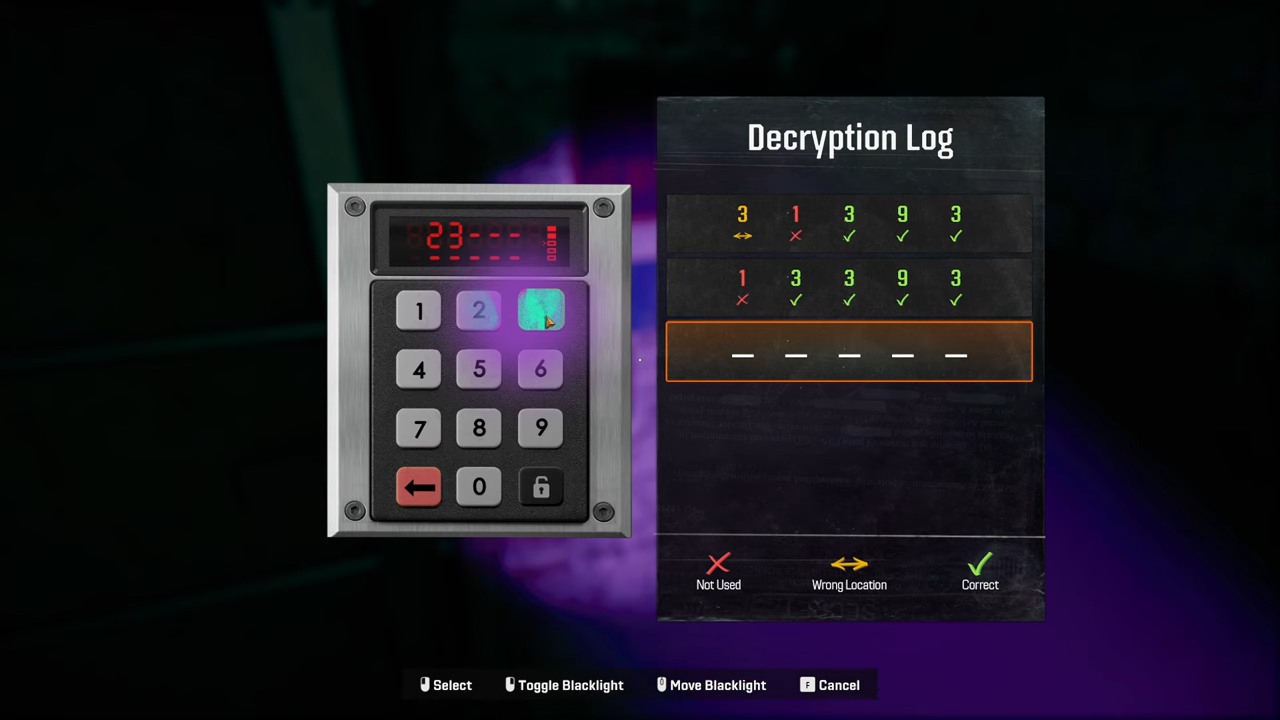 Decryption Log
23---
3 1 3 9 3
1 3 3 9 3
1 2
4 5 6
7 8 9
0
Not Used Wrong Location Correct
Select Toggle Blacklight Move Blacklight F Cancel